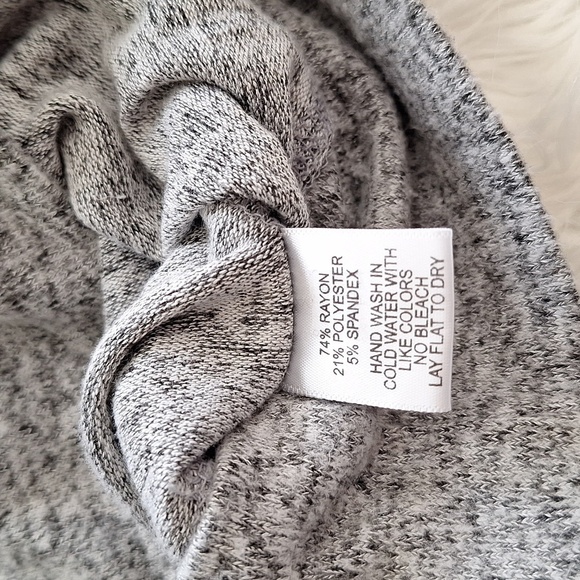 74% RAYON
21% POLYESTER
5% SPANDEX
HAND WASH IN
COLD WATER WITH
LIKE COLORS
NO BLEACH
LAY FLAT TO DRY